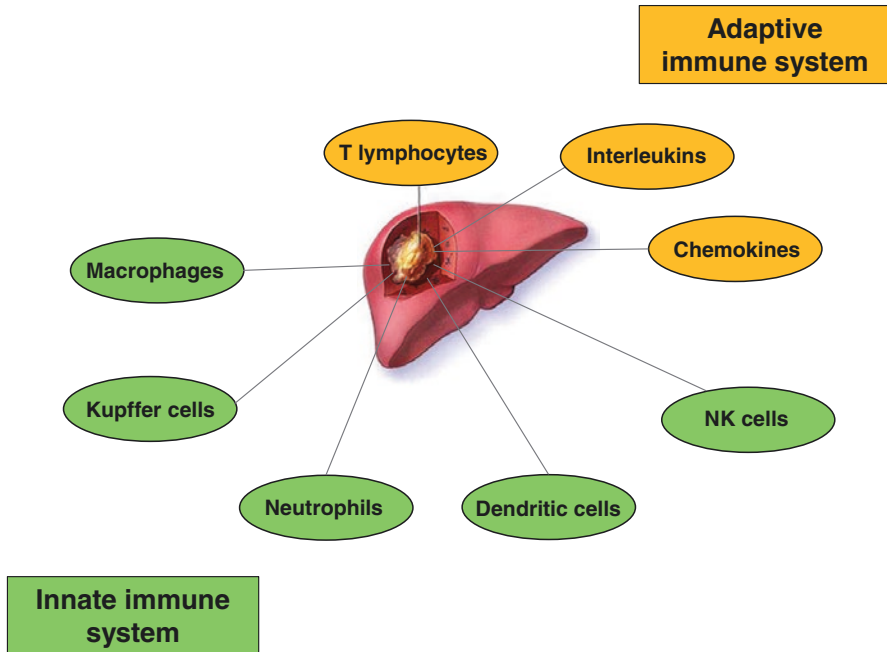 Adaptive
immune system
T lymphocytes
Interleukins
Macrophages
Chemokines
Kupffer cells
NK cells
Neutrophils
Dendritic cells
Innate immune
system